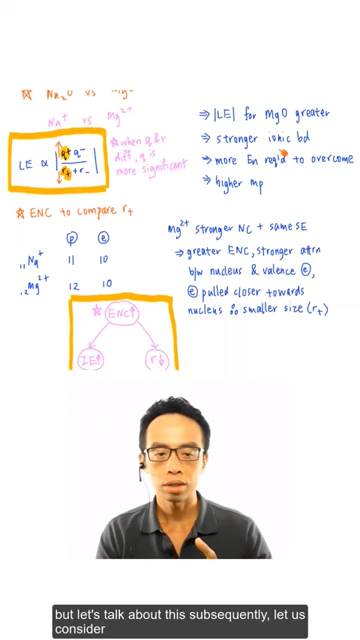 ☆ Na₂O vs Mg
Na⁺ vs Mg²⁺
LE ∝ | q⁺ q⁻ / r₊ + r₋ |
☆ when q & r
diff, q is
more significant
⇒ |LE| for MgO greater
⇒ stronger ionic bd
⇒ more En req'd to overcome
⇒ higher mp
☆ ENC to compare r₊
p e
₁₁Na⁺ 11 10
₁₂Mg²⁺ 12 10
Mg²⁺ stronger NC + same SE
⇒ greater ENC, stronger attrn
b/w nucleus & valence e,
e pulled closer towards
nucleus ∴ smaller size (r₊)
☆ ENC↑
IE↑ r↓
but let's talk about this subsequently, let us consider